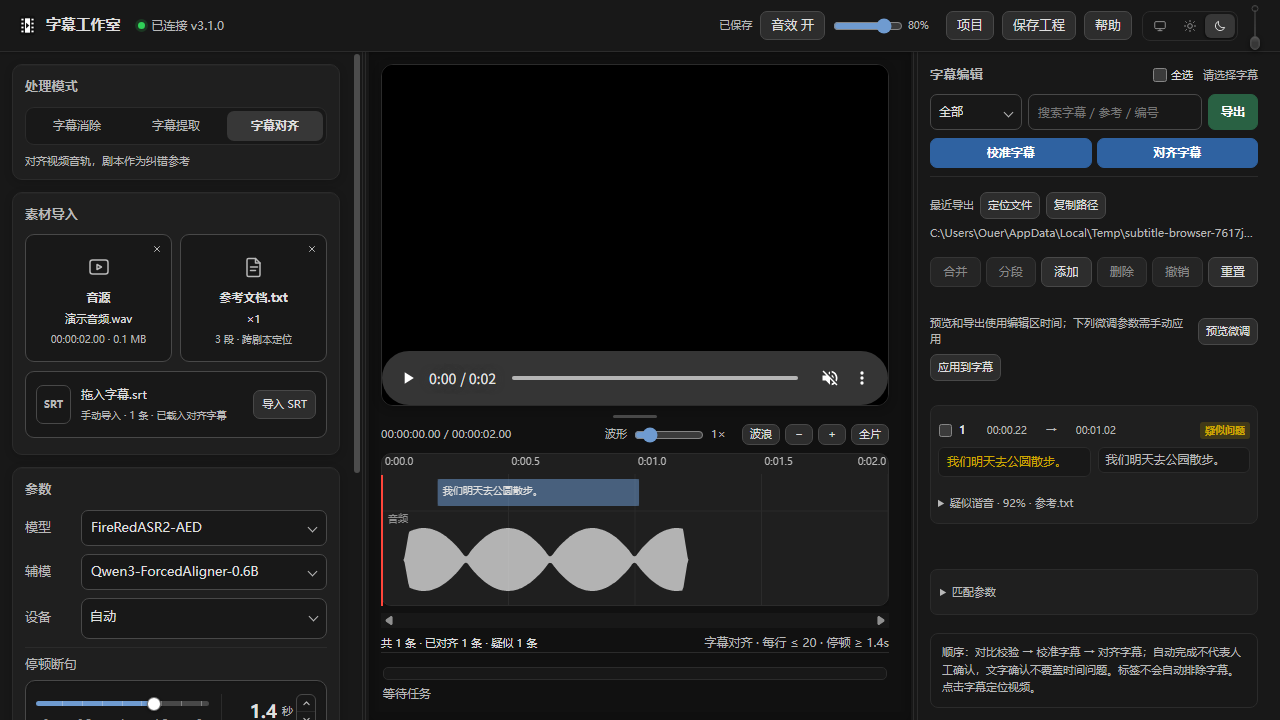 字幕工作室
已连接 v3.1.0
已保存
音效 开
80%
项目
保存工程
帮助
处理模式
字幕消除
字幕提取
字幕对齐
对齐视频音轨，剧本作为纠错参考
素材导入
×
音源
演示音频.wav
00:00:02.00 · 0.1 MB
×
参考文档.txt
×1
3 段 · 跨剧本定位
SRT
拖入字幕.srt
手动导入 · 1 条 · 已载入对齐字幕
导入 SRT
参数
模型
FireRedASR2-AED
辅模
Qwen3-ForcedAligner-0.6B
设备
自动
停顿断句
1.4 秒
0:00 / 0:02
00:00:00.00 / 00:00:02.00
波形
1×
波浪
−
+
全片
0:00.0
0:00.5
0:01.0
0:01.5
0:02.0
我们明天去公圆散步。
音频
共 1 条 · 已对齐 1 条 · 疑似 1 条
字幕对齐 · 每行 ≤ 20 · 停顿 ≥ 1.4s
等待任务
字幕编辑
全选
请选择字幕
全部
搜索字幕 / 参考 / 编号
导出
校准字幕
对齐字幕
最近导出
定位文件
复制路径
C:\Users\Ouer\AppData\Local\Temp\subtitle-browser-7617j...
合并
分段
添加
删除
撤销
重置
预览和导出使用编辑区时间；下列微调参数需手动应
用
预览微调
应用到字幕
1
00:00.22
→
00:01.02
疑似问题
我们明天去公圆散步。
我们明天去公园散步。
疑似谐音 · 92% · 参考.txt
匹配参数
顺序：对比校验 → 校准字幕 → 对齐字幕；自动完成不代表人
工确认，文字确认不覆盖时间问题。标签不会自动排除字幕。
点击字幕定位视频。